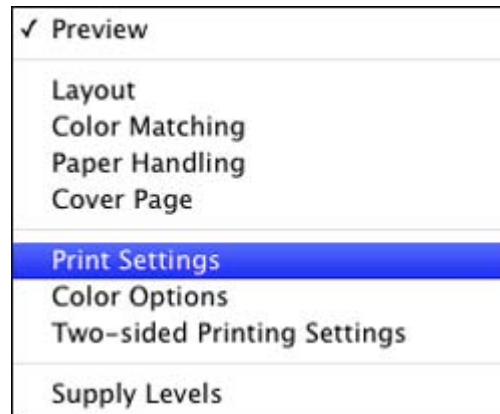 ✓ Preview
Layout
Color Matching
Paper Handling
Cover Page
Print Settings
Color Options
Two-sided Printing Settings
Supply Levels